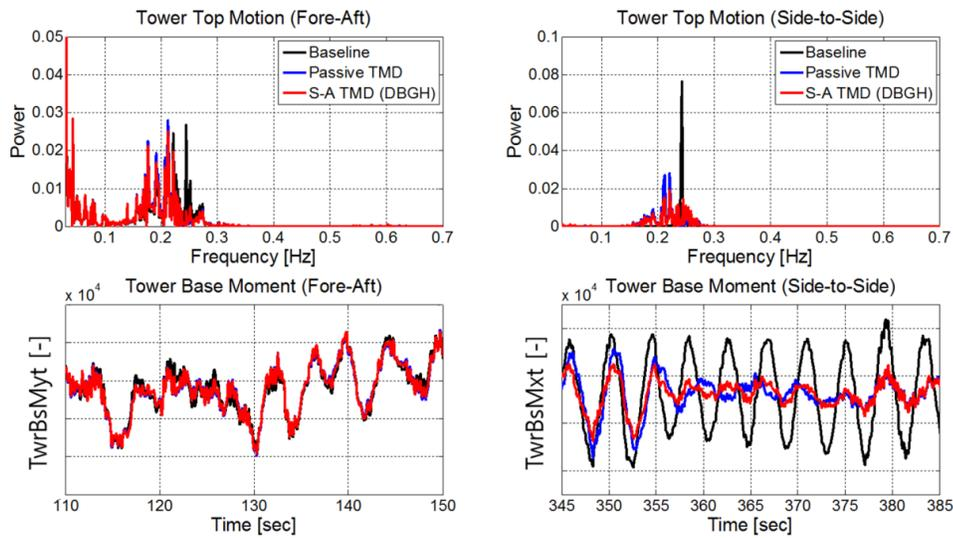 Tower Top Motion (Fore-Aft)
0.05
0.04
0.03
0.02
0.01
0
Power
Baseline
Passive TMD
S-A TMD (DBGH)
0.1 0.2 0.3 0.4 0.5 0.6 0.7
Frequency [Hz]
Tower Top Motion (Side-to-Side)
0.1
0.08
0.06
0.04
0.02
0
Power
Baseline
Passive TMD
S-A TMD (DBGH)
0.1 0.2 0.3 0.4 0.5 0.6 0.7
Frequency [Hz]
x 10⁴ Tower Base Moment (Fore-Aft)
TwrBsMyt [-]
110 120 130 140 150
Time [sec]
x 10⁴ Tower Base Moment (Side-to-Side)
TwrBsMxt [-]
345 350 355 360 365 370 375 380 385
Time [sec]